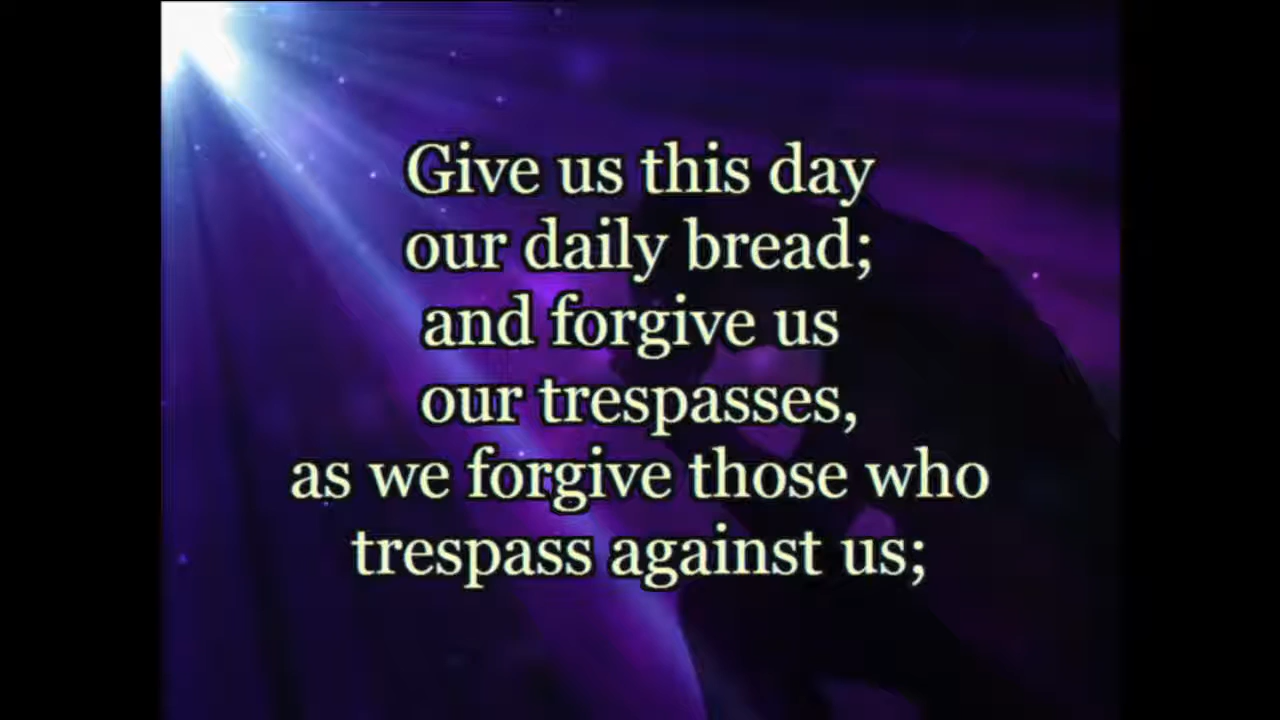 Give us this day
our daily bread;
and forgive us
our trespasses,
as we forgive those who
trespass against us;